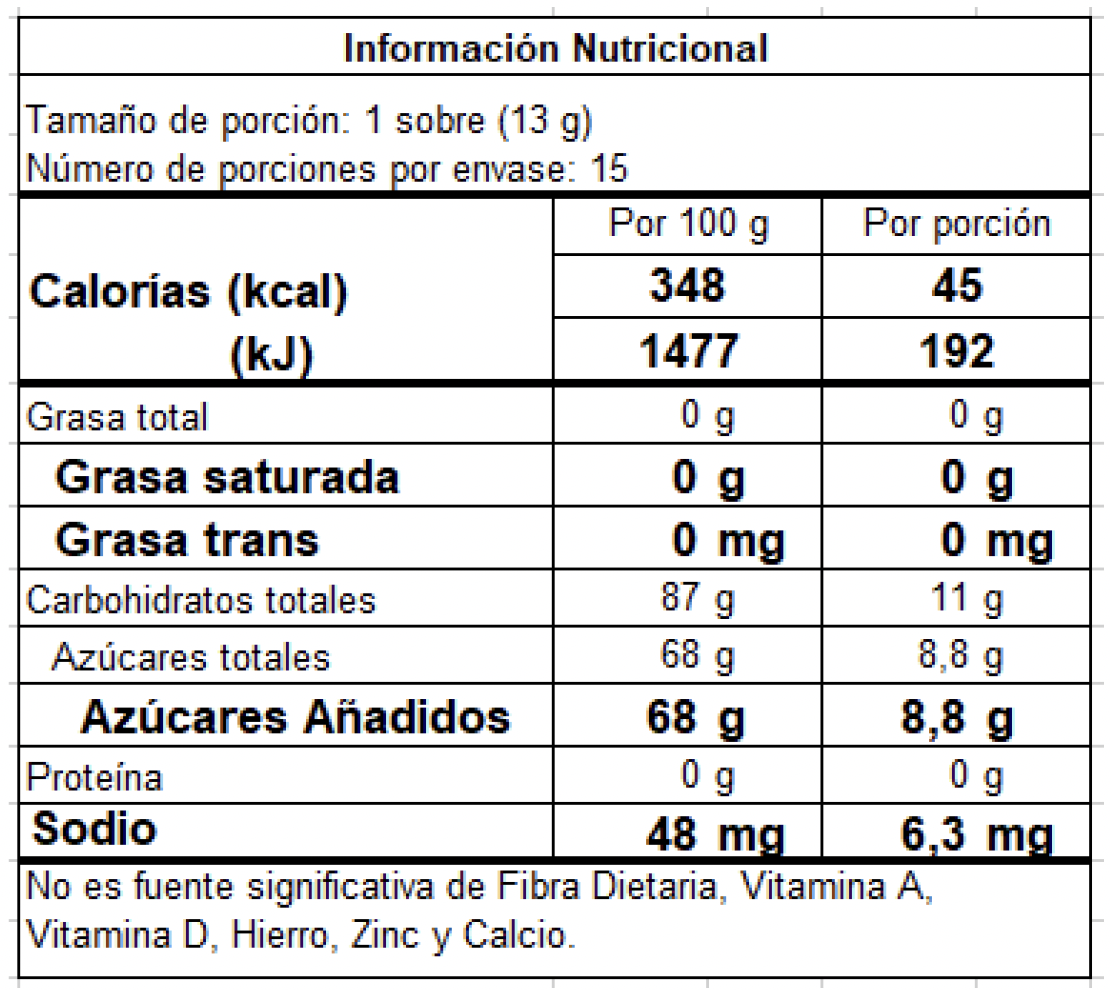 Información Nutricional
Tamaño de porción: 1 sobre (13 g)
Número de porciones por envase: 15
Por 100 g Por porción
Calorías (kcal) 348 45
(kJ) 1477 192
Grasa total 0 g 0 g
Grasa saturada 0 g 0 g
Grasa trans 0 mg 0 mg
Carbohidratos totales 87 g 11 g
Azúcares totales 68 g 8,8 g
Azúcares Añadidos 68 g 8,8 g
Proteína 0 g 0 g
Sodio 48 mg 6,3 mg
No es fuente significativa de Fibra Dietaria, Vitamina A,
Vitamina D, Hierro, Zinc y Calcio.